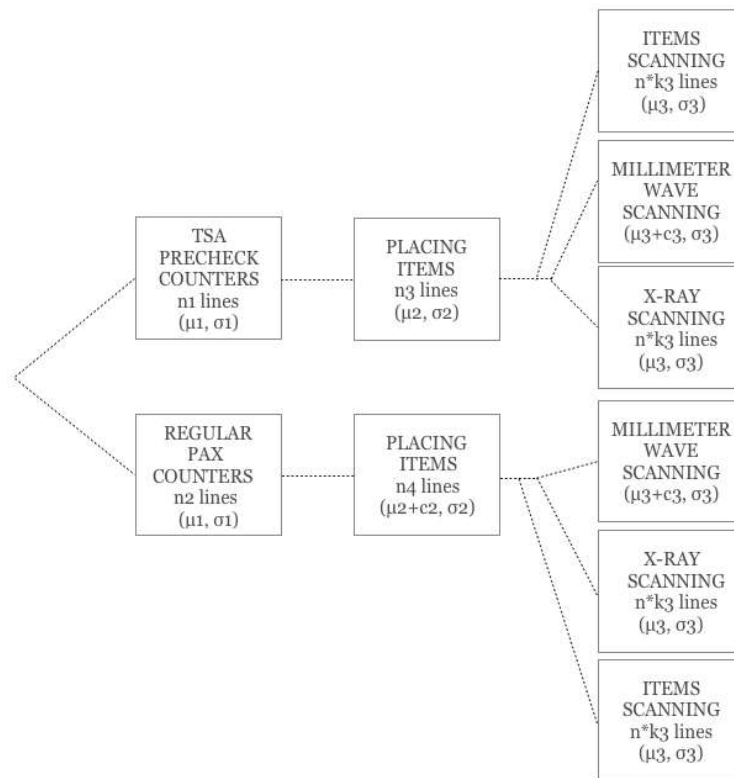 ITEMS
SCANNING
n*k3 lines
(µ3, σ3)
MILLIMETER
WAVE
SCANNING
(µ3+c3, σ3)
X-RAY
SCANNING
n*k3 lines
(µ3, σ3)
TSA
PRECHECK
COUNTERS
n1 lines
(µ1, σ1)
PLACING
ITEMS
n3 lines
(µ2, σ2)
REGULAR
PAX
COUNTERS
n2 lines
(µ1, σ1)
PLACING
ITEMS
n4 lines
(µ2+c2, σ2)
MILLIMETER
WAVE
SCANNING
(µ3+c3, σ3)
X-RAY
SCANNING
n*k3 lines
(µ3, σ3)
ITEMS
SCANNING
n*k3 lines
(µ3, σ3)